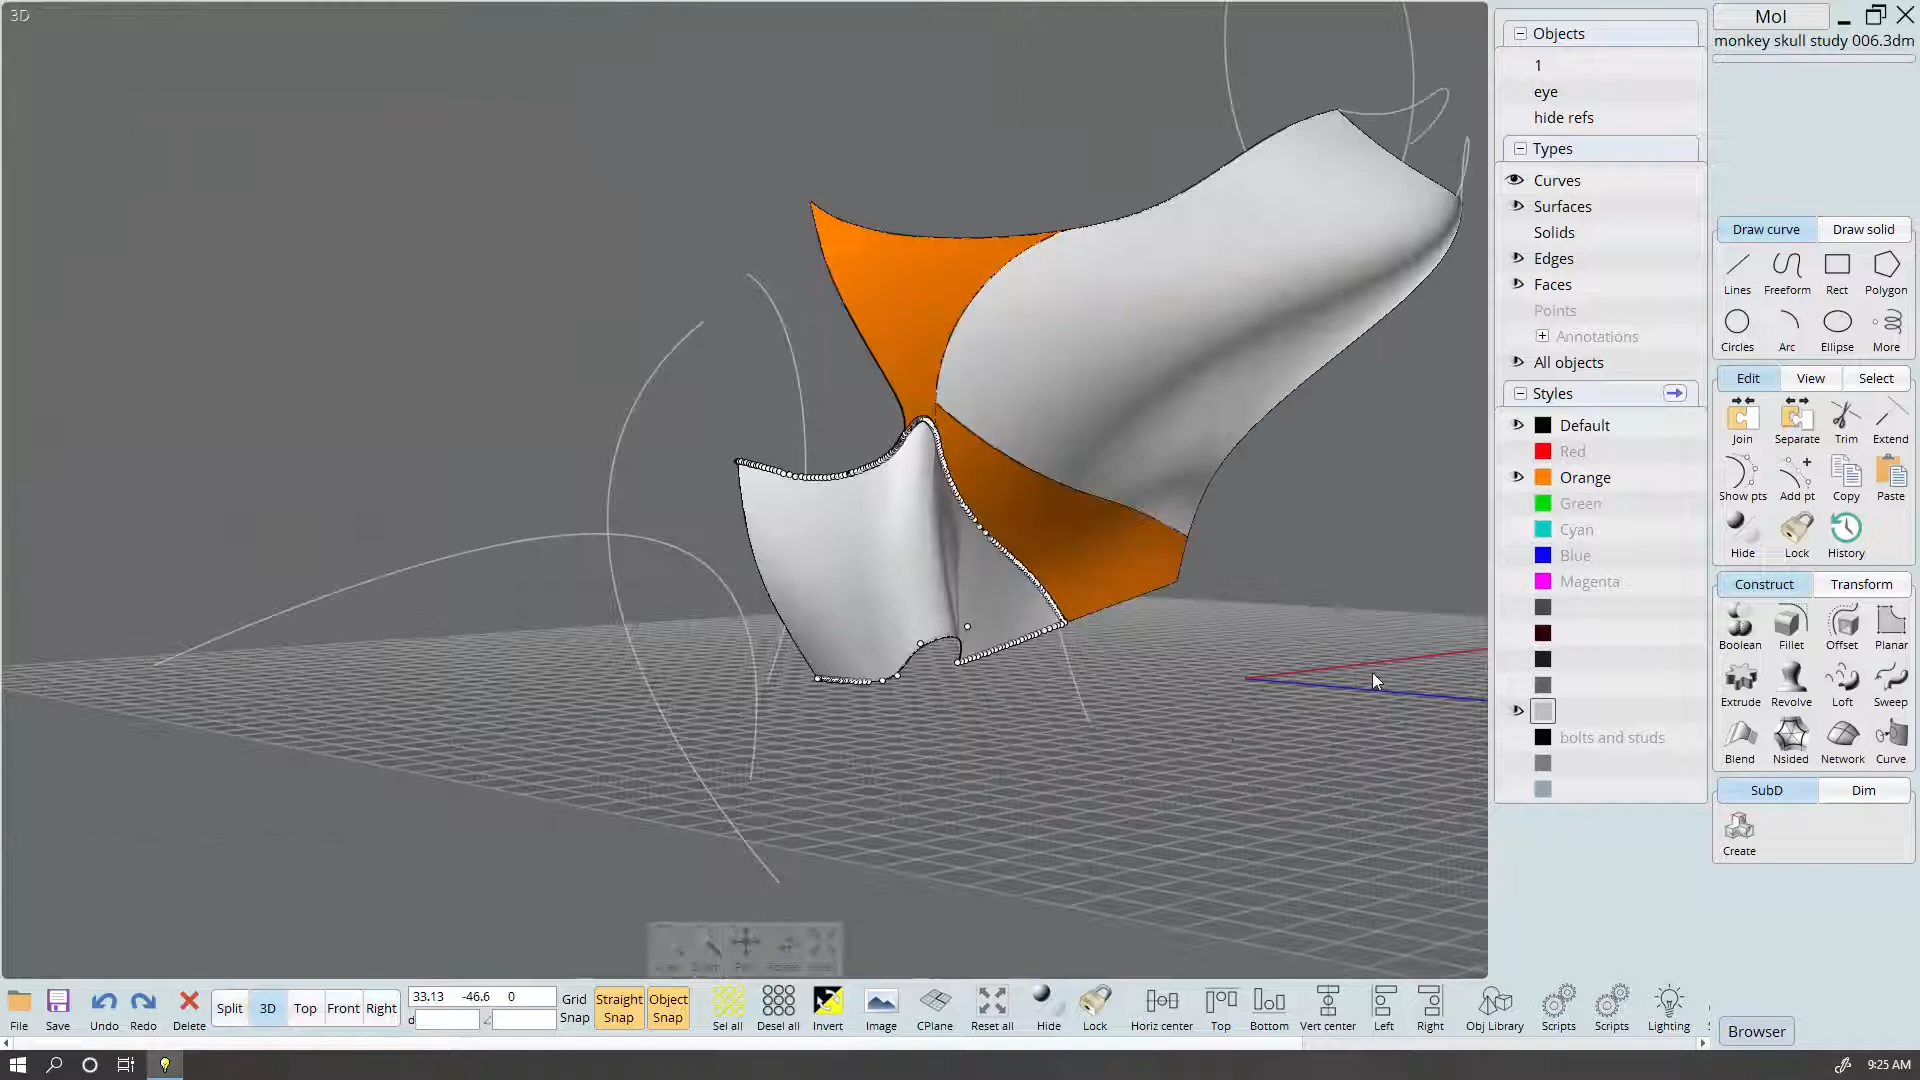 3D
Objects
1
eye
hide refs
Types
Curves
Surfaces
Solids
Edges
Faces
Points
Annotations
All objects
Styles
Default
Red
Orange
Green
Cyan
Blue
Magenta
bolts and studs
MoI
monkey skull study 006.3dm
Draw curve Draw solid
Lines Freeform Rect Polygon
Circles Arc Ellipse More
Edit View Select
Join Separate Trim Extend
Show pts Add pt Copy Paste
Hide Lock History
Construct Transform
Boolean Fillet Offset Planar
Extrude Revolve Loft Sweep
Blend Nsided Network Curve
SubD Dim
Create
File Save Undo Redo Delete
Split 3D Top Front Right
33.13 -46.6 0
d
Grid Snap
Straight Snap
Object Snap
Sel all Desel all Invert Image CPlane Reset all Hide Lock Horiz center Top Bottom Vert center Left Right Obj Library Scripts Scripts Lighting
Browser
9:25 AM